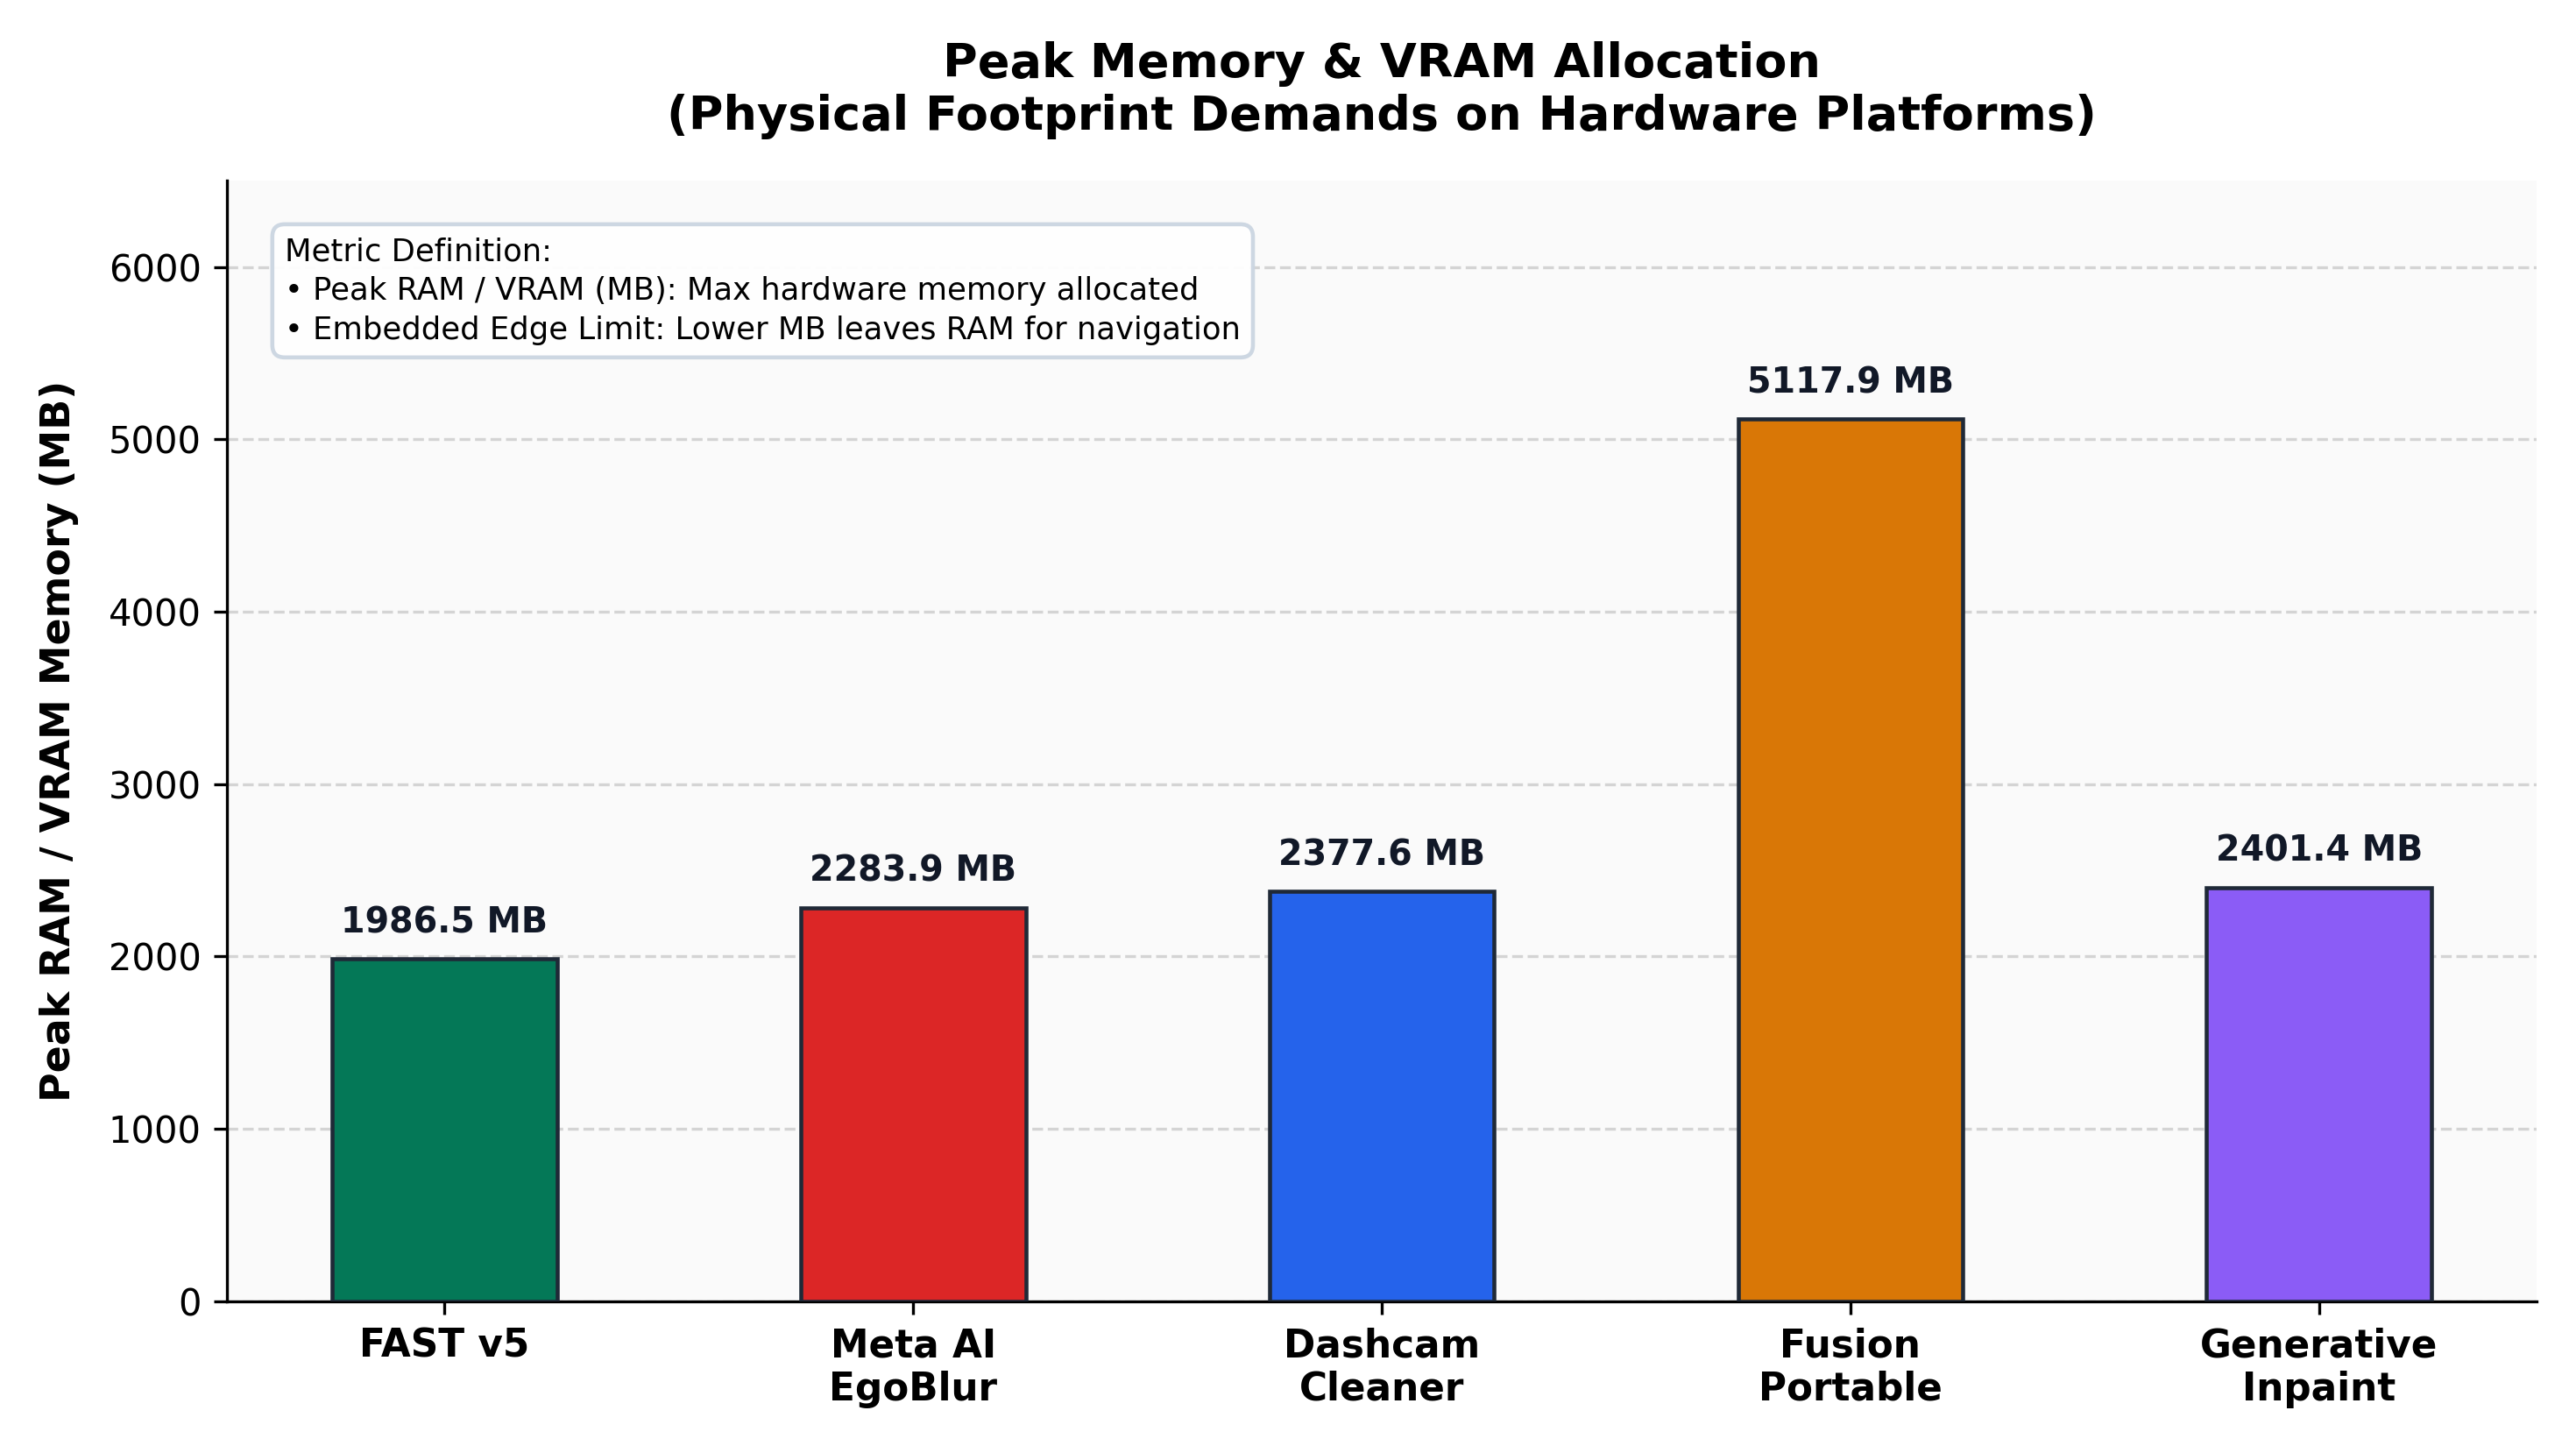 Peak Memory & VRAM Allocation
(Physical Footprint Demands on Hardware Platforms)
Peak RAM / VRAM Memory (MB)
6000
5000
4000
3000
2000
1000
0
Metric Definition:
• Peak RAM / VRAM (MB): Max hardware memory allocated
• Embedded Edge Limit: Lower MB leaves RAM for navigation
1986.5 MB
2283.9 MB
2377.6 MB
5117.9 MB
2401.4 MB
FAST v5
Meta AI
EgoBlur
Dashcam
Cleaner
Fusion
Portable
Generative
Inpaint